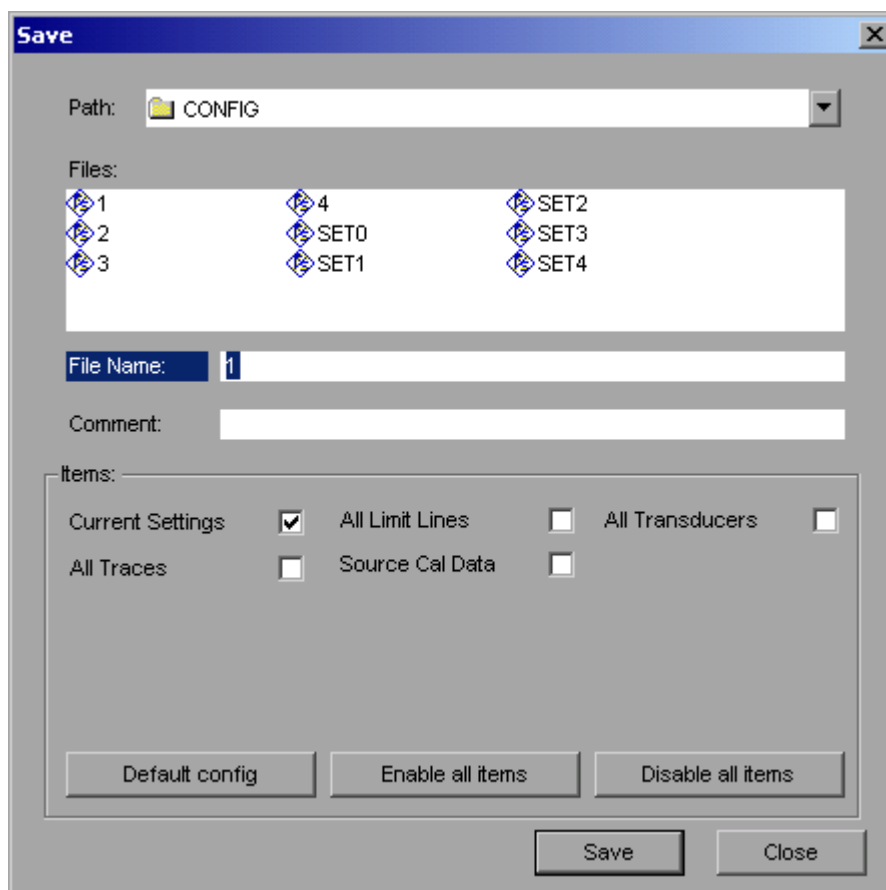 Save
Path: CONFIG
Files:
1 4 SET2
2 SET0 SET3
3 SET1 SET4
File Name: 1
Comment:
Items:
Current Settings All Limit Lines All Transducers
All Traces Source Cal Data
Default config Enable all items Disable all items
Save Close